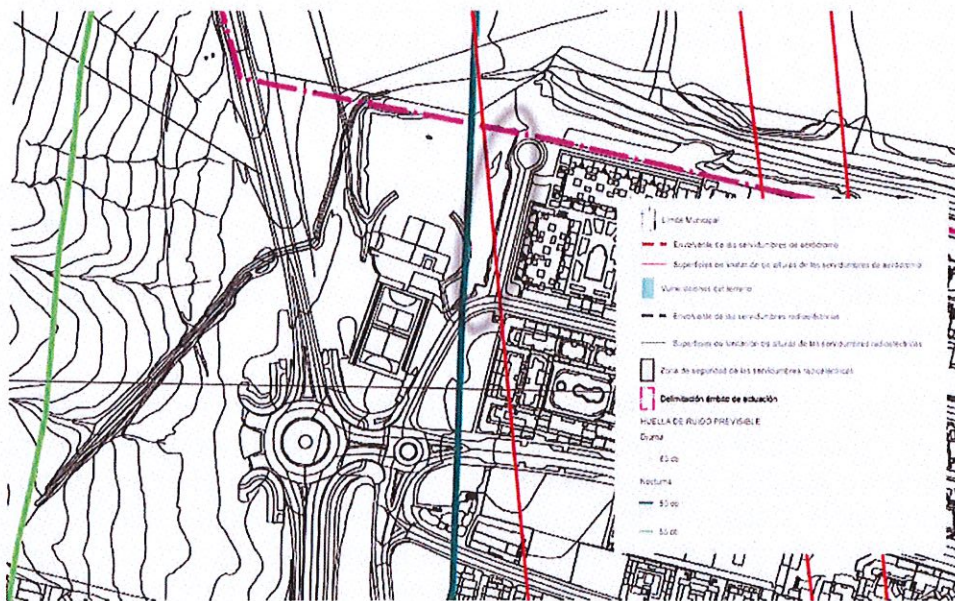 Límite Municipal
Envolvente de las servidumbres de aeródromo
Superficies de limitación de alturas de las servidumbres de aeródromo
Vulneraciones del terreno
Envolvente de las servidumbres radioeléctricas
Superficies de limitación de alturas de las servidumbres radioeléctricas
Zona de seguridad de las servidumbres radioeléctricas
Delimitación ámbito de actuación
HUELLA DE RUIDO PREVISIBLE
Diurna
Nocturna
50 db
55 db